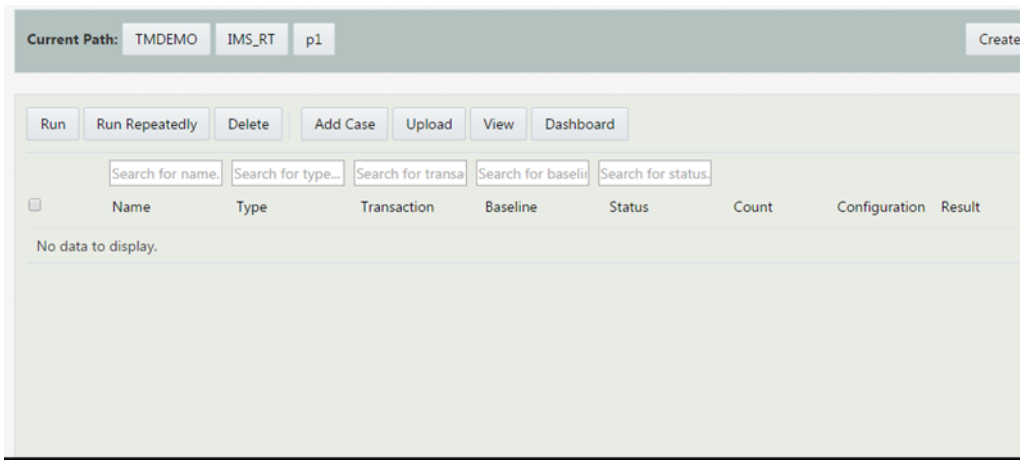 Current Path: TMDEMO IMS_RT p1 Create
Run Run Repeatedly Delete Add Case Upload View Dashboard
Search for name. Search for type... Search for transa Search for baselin Search for status.
Name Type Transaction Baseline Status Count Configuration Result
No data to display.